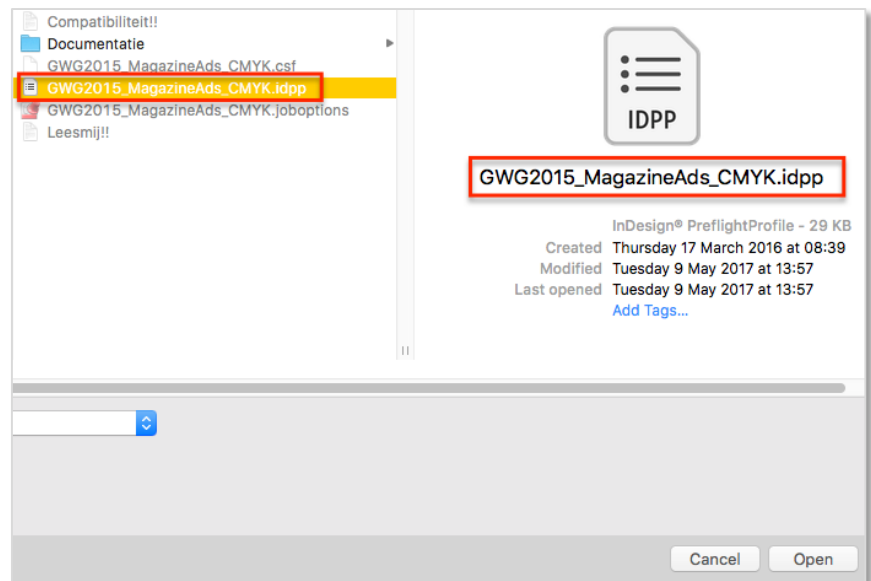 Compatibiliteit!!
Documentatie
GWG2015_MagazineAds_CMYK.csf
GWG2015_MagazineAds_CMYK.idpp
GWG2015_MagazineAds_CMYK.joboptions
Leesmij!!
IDPP
GWG2015_MagazineAds_CMYK.idpp
InDesign® PreflightProfile - 29 KB
Created Thursday 17 March 2016 at 08:39
Modified Tuesday 9 May 2017 at 13:57
Last opened Tuesday 9 May 2017 at 13:57
Add Tags...
Cancel Open